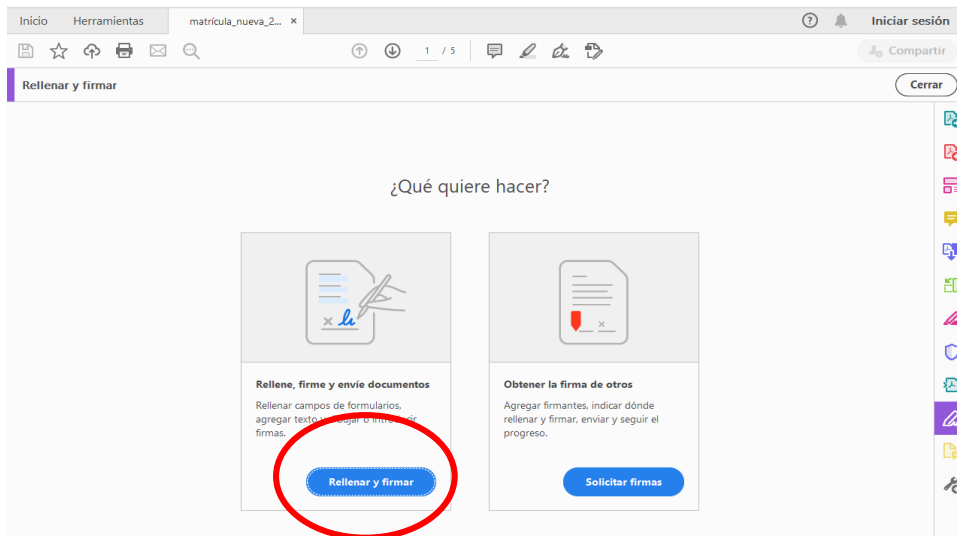 Inicio Herramientas matrícula_nueva_2... × Iniciar sesión
1 / 5 Compartir
Rellenar y firmar Cerrar
¿Qué quiere hacer?
Rellene, firme y envíe documentos
Rellenar campos de formularios,
agregar texto y dibujar o introducir
firmas.
Rellenar y firmar
Obtener la firma de otros
Agregar firmantes, indicar dónde
rellenar y firmar, enviar y seguir el
progreso.
Solicitar firmas